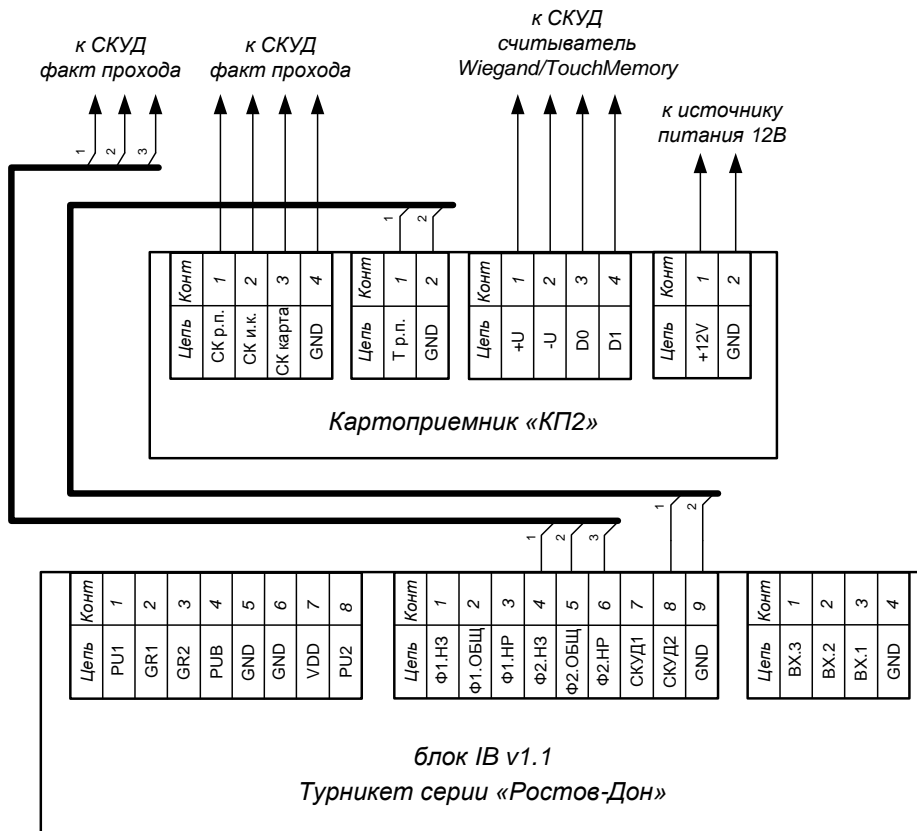 к СКУД
факт прохода
к СКУД
факт прохода
к СКУД
считыватель
Wiegand/TouchMemory
к источнику
питания 12В
1
2
3
1
2
Конт 1 2 3 4
Цепь СК р.п. СК и.к. СК карта GND
Конт 1 2
Цепь Т р.п. GND
Конт 1 2 3 4
Цепь +U -U D0 D1
Конт 1 2
Цепь +12V GND
Картоприемник «КП2»
1
2
1
2
3
Конт 1 2 3 4 5 6 7 8
Цепь PU1 GR1 GR2 PUB GND GND VDD PU2
Конт 1 2 3 4 5 6 7 8 9
Цепь Ф1.НЗ Ф1.ОБЩ Ф1.НР Ф2.НЗ Ф2.ОБЩ Ф2.НР СКУД1 СКУД2 GND
Конт 1 2 3 4
Цепь ВХ.3 ВХ.2 ВХ.1 GND
блок IB v1.1
Турникет серии «Ростов-Дон»